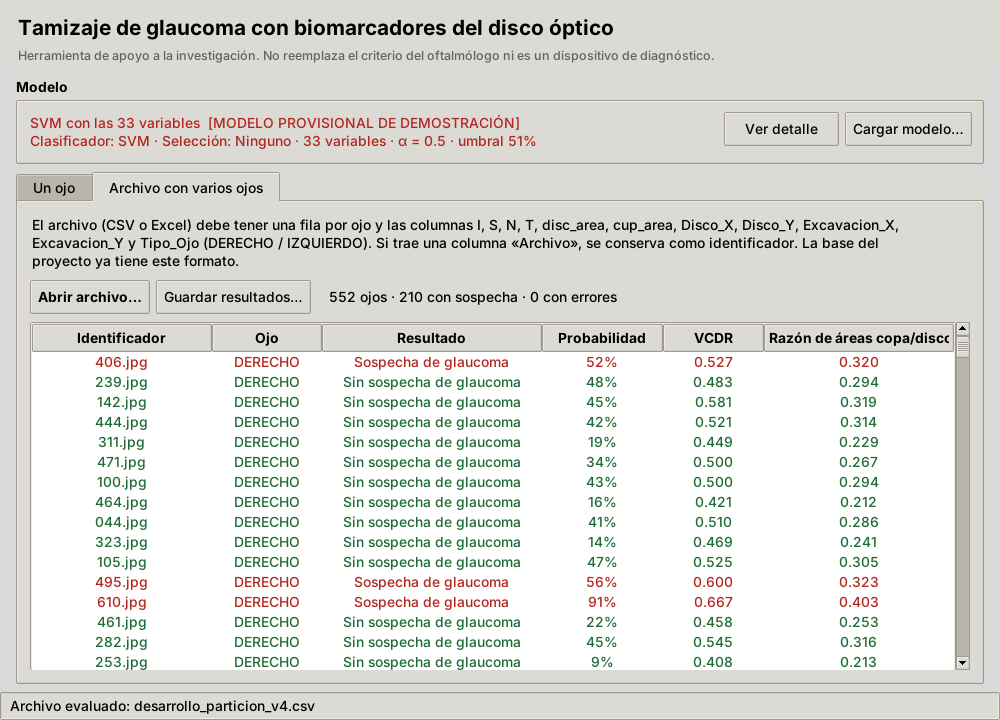 Tamizaje de glaucoma con biomarcadores del disco óptico
Herramienta de apoyo a la investigación. No reemplaza el criterio del oftalmólogo ni es un dispositivo de diagnóstico.
Modelo
SVM con las 33 variables [MODELO PROVISIONAL DE DEMOSTRACIÓN]
Clasificador: SVM · Selección: Ninguno · 33 variables · α = 0.5 · umbral 51%
Ver detalle
Cargar modelo...
Un ojo
Archivo con varios ojos
El archivo (CSV o Excel) debe tener una fila por ojo y las columnas I, S, N, T, disc_area, cup_area, Disco_X, Disco_Y, Excavacion_X,
Excavacion_Y y Tipo_Ojo (DERECHO / IZQUIERDO). Si trae una columna «Archivo», se conserva como identificador. La base del
proyecto ya tiene este formato.
Abrir archivo... Guardar resultados... 552 ojos · 210 con sospecha · 0 con errores
Identificador Ojo Resultado Probabilidad VCDR Razón de áreas copa/disco
406.jpg DERECHO Sospecha de glaucoma 52% 0.527 0.320
239.jpg DERECHO Sin sospecha de glaucoma 48% 0.483 0.294
142.jpg DERECHO Sin sospecha de glaucoma 45% 0.581 0.319
444.jpg DERECHO Sin sospecha de glaucoma 42% 0.521 0.314
311.jpg DERECHO Sin sospecha de glaucoma 19% 0.449 0.229
471.jpg DERECHO Sin sospecha de glaucoma 34% 0.500 0.267
100.jpg DERECHO Sin sospecha de glaucoma 43% 0.500 0.294
464.jpg DERECHO Sin sospecha de glaucoma 16% 0.421 0.212
044.jpg DERECHO Sin sospecha de glaucoma 41% 0.510 0.286
323.jpg DERECHO Sin sospecha de glaucoma 14% 0.469 0.241
105.jpg DERECHO Sin sospecha de glaucoma 47% 0.525 0.305
495.jpg DERECHO Sospecha de glaucoma 56% 0.600 0.323
610.jpg DERECHO Sospecha de glaucoma 91% 0.667 0.403
461.jpg DERECHO Sin sospecha de glaucoma 22% 0.458 0.253
282.jpg DERECHO Sin sospecha de glaucoma 45% 0.545 0.316
253.jpg DERECHO Sin sospecha de glaucoma 9% 0.408 0.213
Archivo evaluado: desarrollo_particion_v4.csv